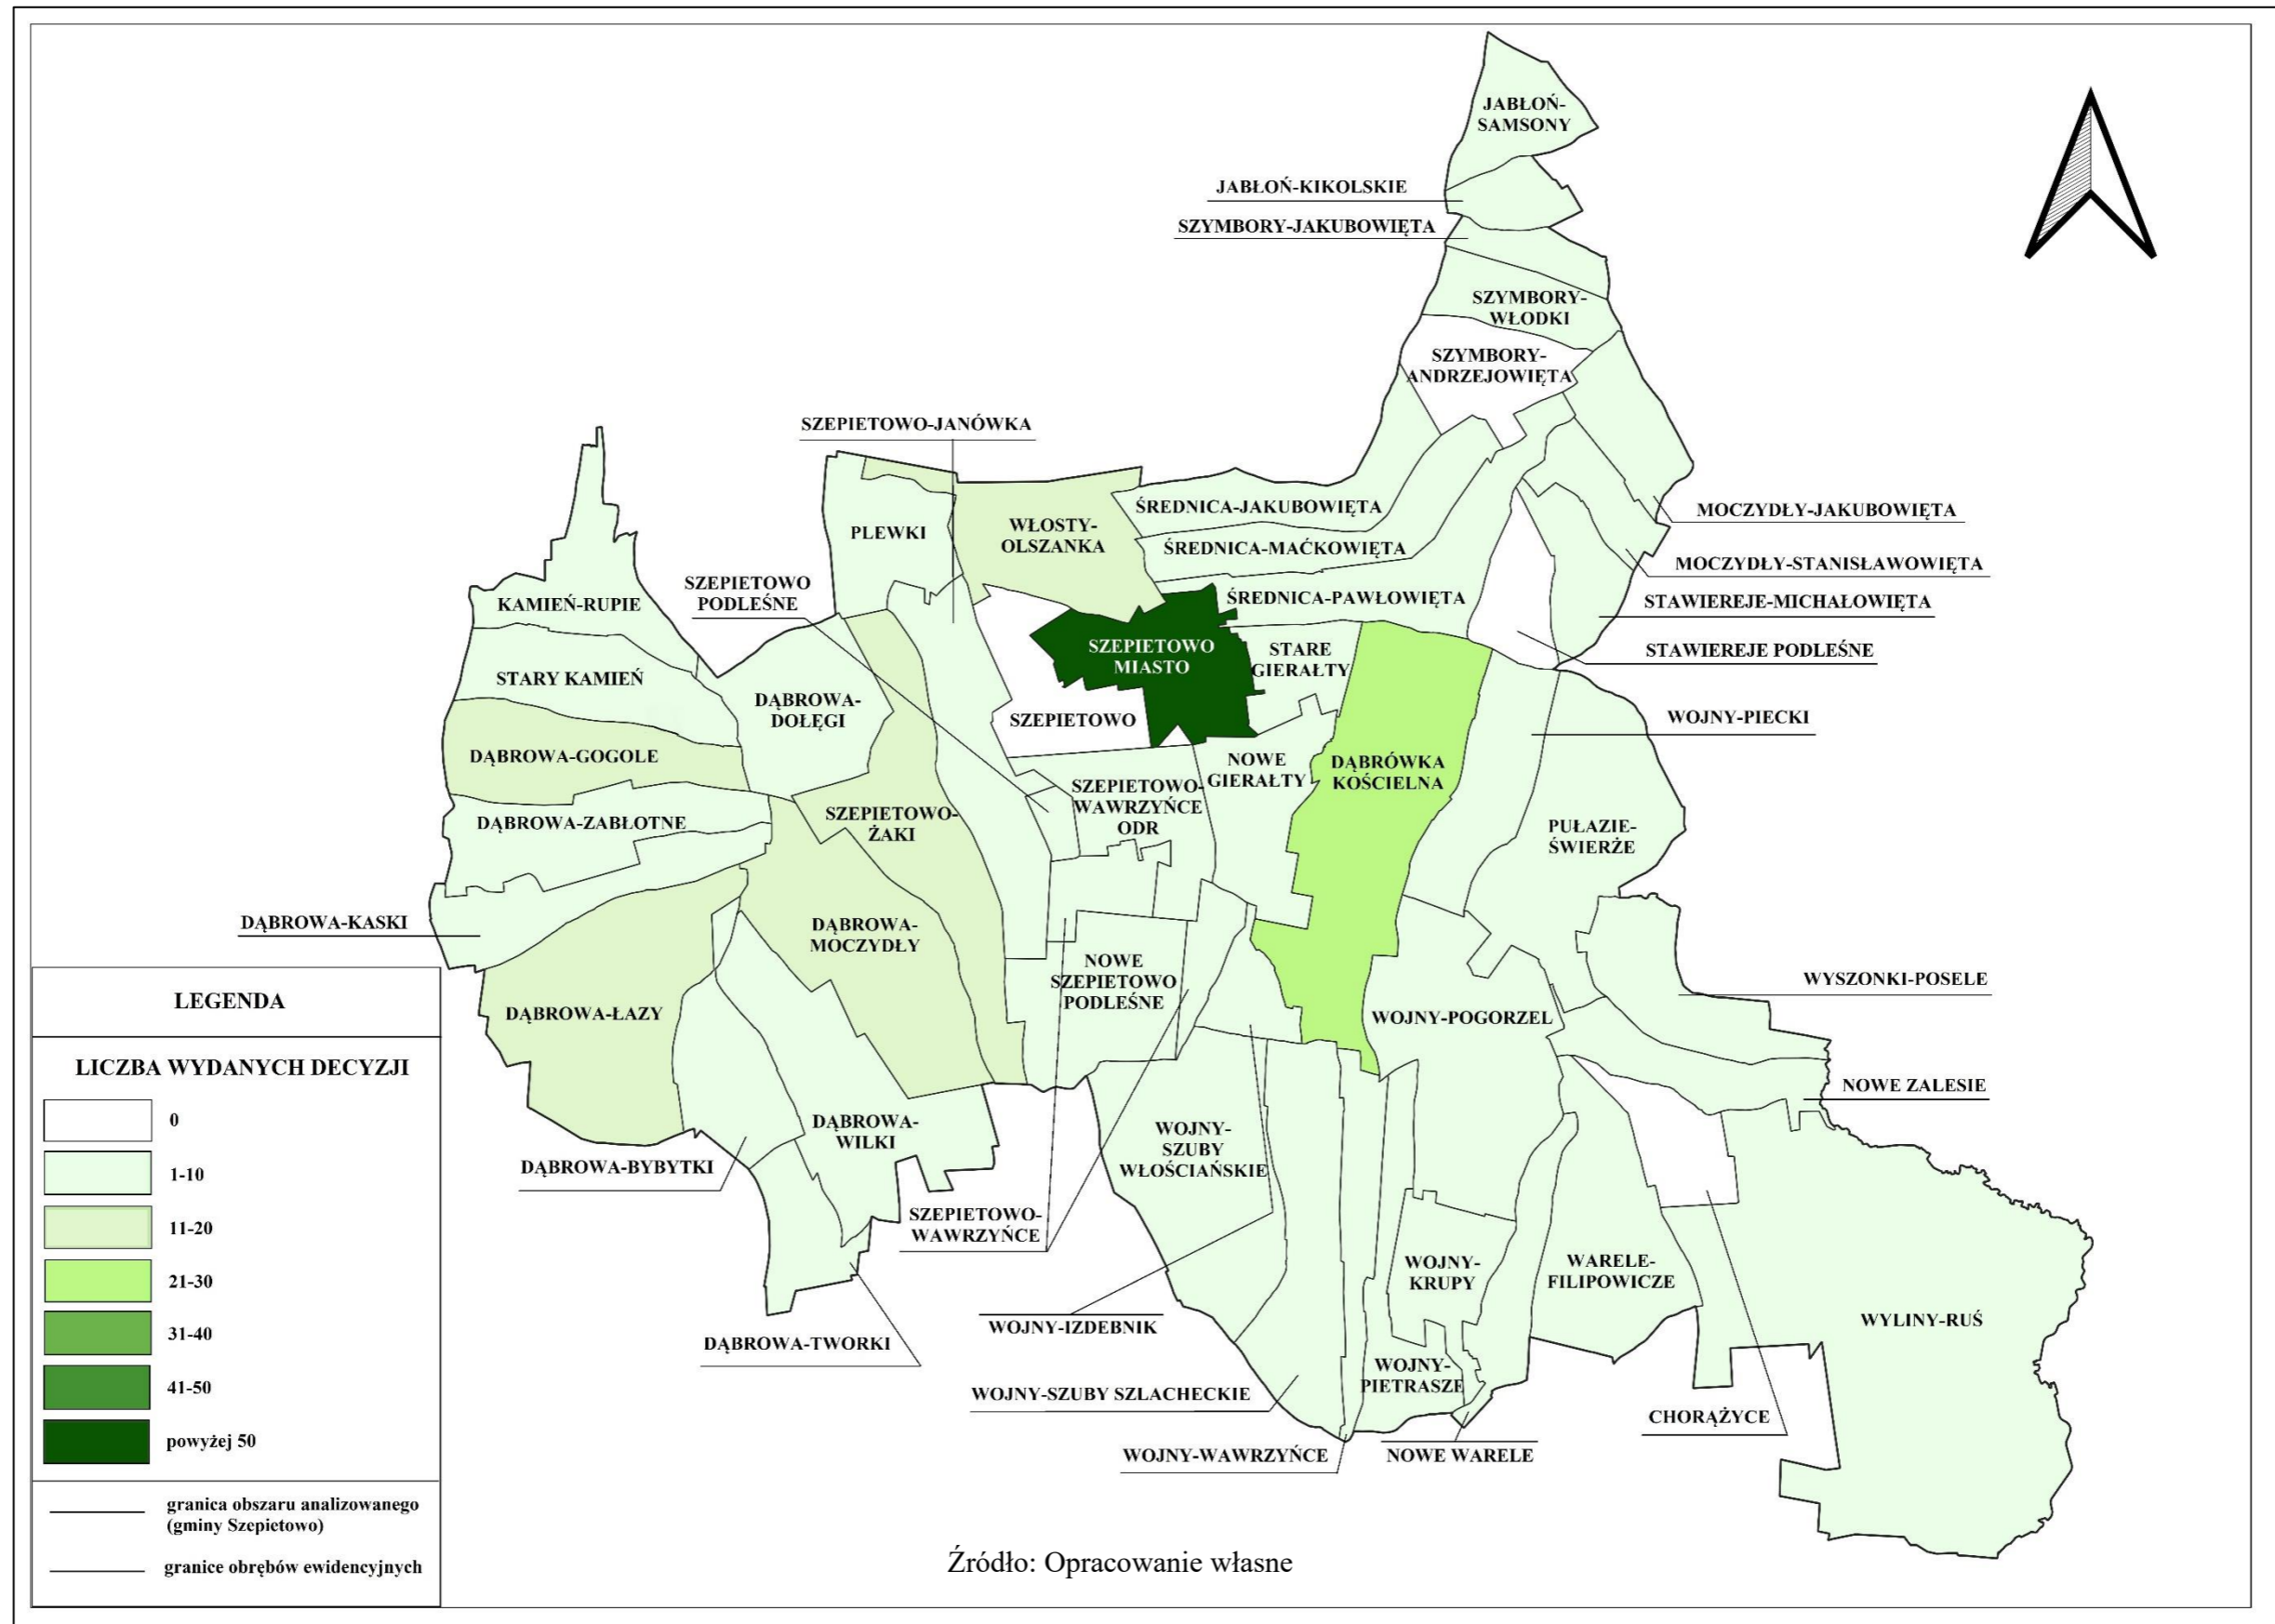 JABŁOŃ-
SAMSONY
JABŁOŃ-KIKOLSKIE
SZYMBORY-JAKUBOWIĘTA
SZYMBORY-
WŁODKI
SZYMBORY-
ANDRZEJOWIĘTA
SZEPIETOWO-JANÓWKA
PLEWKI
WŁOSTY-
OLSZANKA
ŚREDNICA-JAKUBOWIĘTA
ŚREDNICA-MAĆKOWIĘTA
ŚREDNICA-PAWŁOWIĘTA
MOCZYDŁY-JAKUBOWIĘTA
MOCZYDŁY-STANISŁAWOWIĘTA
STAWIEREJE-MICHAŁOWIĘTA
STAWIEREJE PODLEŚNE
SZEPIETOWO
PODLEŚNE
KAMIEŃ-RUPIE
STARY KAMIEŃ
DĄBROWA-
DOŁĘGI
SZEPIETOWO
MIASTO
STARE
GIERAŁTY
SZEPIETOWO
WOJNY-PIECKI
DĄBROWA-GOGOLE
NOWE
GIERAŁTY
DĄBRÓWKA
KOŚCIELNA
SZEPIETOWO-
WAWRZYŃCE
ODR
DĄBROWA-ZABŁOTNE
SZEPIETOWO-
ŻAKI
PUŁAZIE-
ŚWIERŻE
DĄBROWA-KASKI
DĄBROWA-
MOCZYDŁY
NOWE
SZEPIETOWO
PODLEŚNE
WYSZONKI-POSELE
DĄBROWA-ŁAZY
WOJNY-POGORZEL
NOWE ZALESIE
DĄBROWA-
WILKI
DĄBROWA-BYBYTKI
WOJNY-
SZUBY
WŁOŚCIAŃSKIE
SZEPIETOWO-
WAWRZYŃCE
WOJNY-
KRUPY
WARELE-
FILIPOWICZE
WYLINY-RUŚ
WOJNY-IZDEBNIK
DĄBROWA-TWORKI
WOJNY-
PIETRASZE
WOJNY-SZUBY SZLACHECKIE
CHORĄŻYCE
WOJNY-WAWRZYŃCE
NOWE WARELE
LEGENDA
LICZBA WYDANYCH DECYZJI
0
1-10
11-20
21-30
31-40
41-50
powyżej 50
granica obszaru analizowanego
(gminy Szepietowo)
granice obrębów ewidencyjnych
Źródło: Opracowanie własne